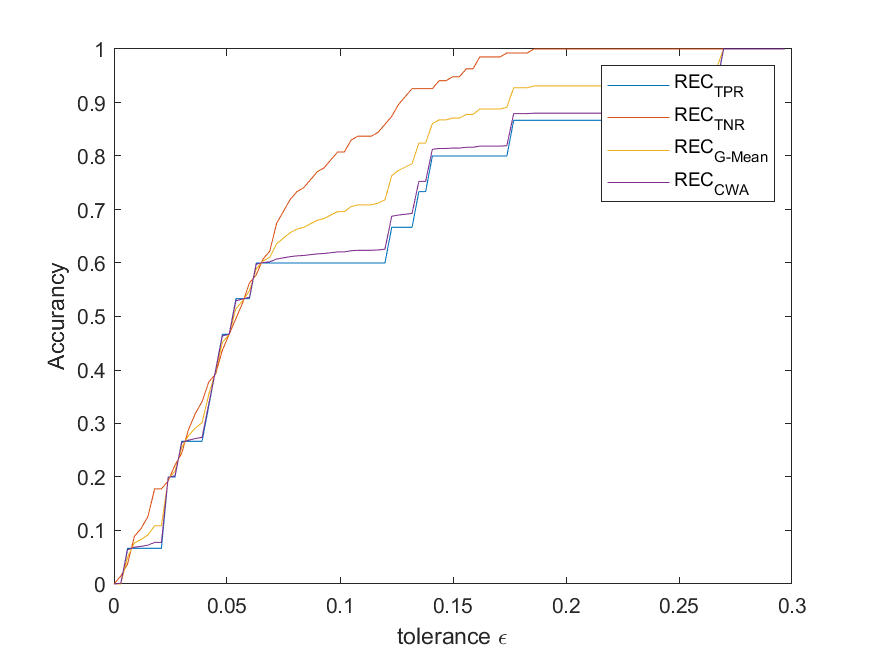 1
0.9
0.8
0.7
0.6
0.5
0.4
0.3
0.2
0.1
0
Accurancy
REC_TPR
REC_TNR
REC_G-Mean
REC_CWA
0 0.05 0.1 0.15 0.2 0.25 0.3
tolerance ϵ